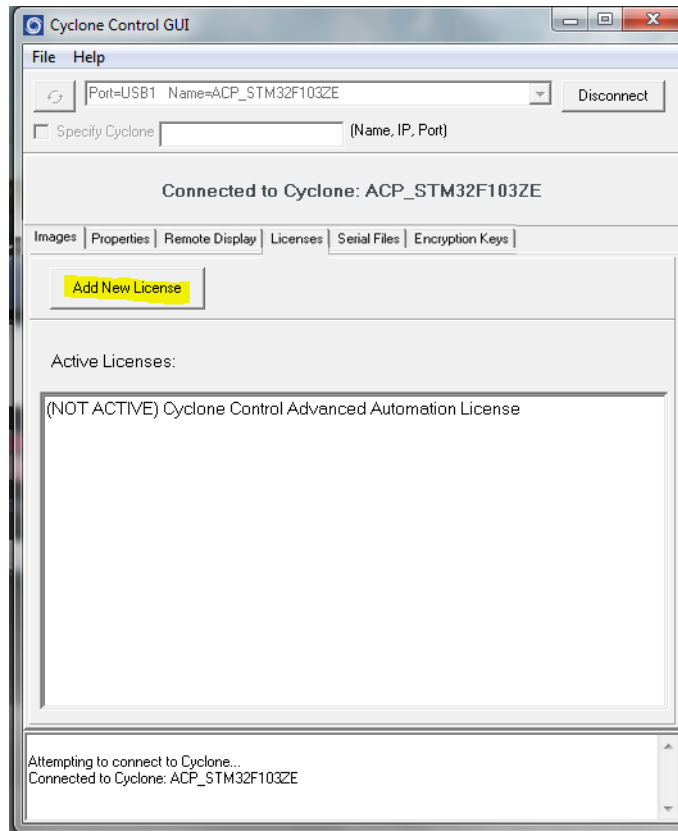 Cyclone Control GUI
File Help
Port=USB1 Name=ACP_STM32F103ZE
Disconnect
Specify Cyclone
(Name, IP, Port)
Connected to Cyclone: ACP_STM32F103ZE
Images Properties Remote Display Licenses Serial Files Encryption Keys
Add New License
Active Licenses:
(NOT ACTIVE) Cyclone Control Advanced Automation License
Attempting to connect to Cyclone...
Connected to Cyclone: ACP_STM32F103ZE